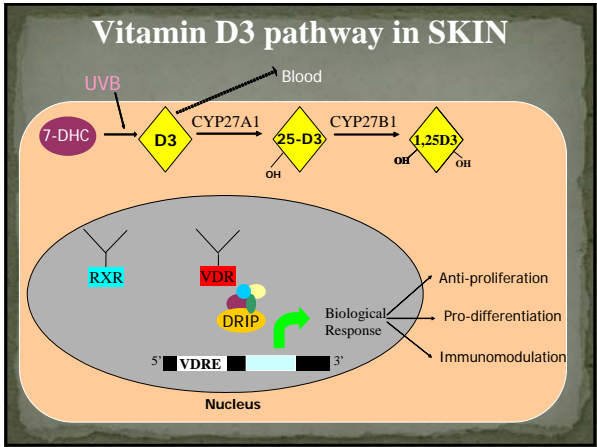 Vitamin D3 pathway in SKIN
Blood
UVB
7-DHC
D3
CYP27A1
25-D3
OH
CYP27B1
1,25D3
OH
OH
RXR
VDR
DRIP
Biological
Response
Anti-proliferation
Pro-differentiation
Immunomodulation
5’ VDRE 3’
Nucleus